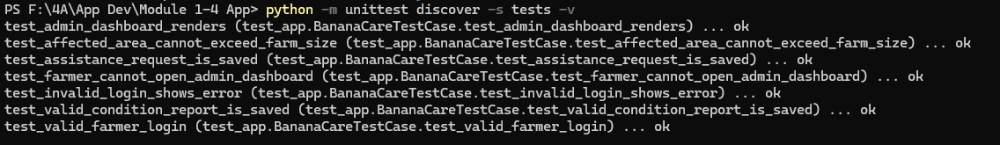 PS F:\4A\App Dev\Module 1-4 App> python -m unittest discover -s tests -v
test_admin_dashboard_renders (test_app.BananaCareTestCase.test_admin_dashboard_renders) ... ok
test_affected_area_cannot_exceed_farm_size (test_app.BananaCareTestCase.test_affected_area_cannot_exceed_farm_size) ... ok
test_assistance_request_is_saved (test_app.BananaCareTestCase.test_assistance_request_is_saved) ... ok
test_farmer_cannot_open_admin_dashboard (test_app.BananaCareTestCase.test_farmer_cannot_open_admin_dashboard) ... ok
test_invalid_login_shows_error (test_app.BananaCareTestCase.test_invalid_login_shows_error) ... ok
test_valid_condition_report_is_saved (test_app.BananaCareTestCase.test_valid_condition_report_is_saved) ... ok
test_valid_farmer_login (test_app.BananaCareTestCase.test_valid_farmer_login) ... ok